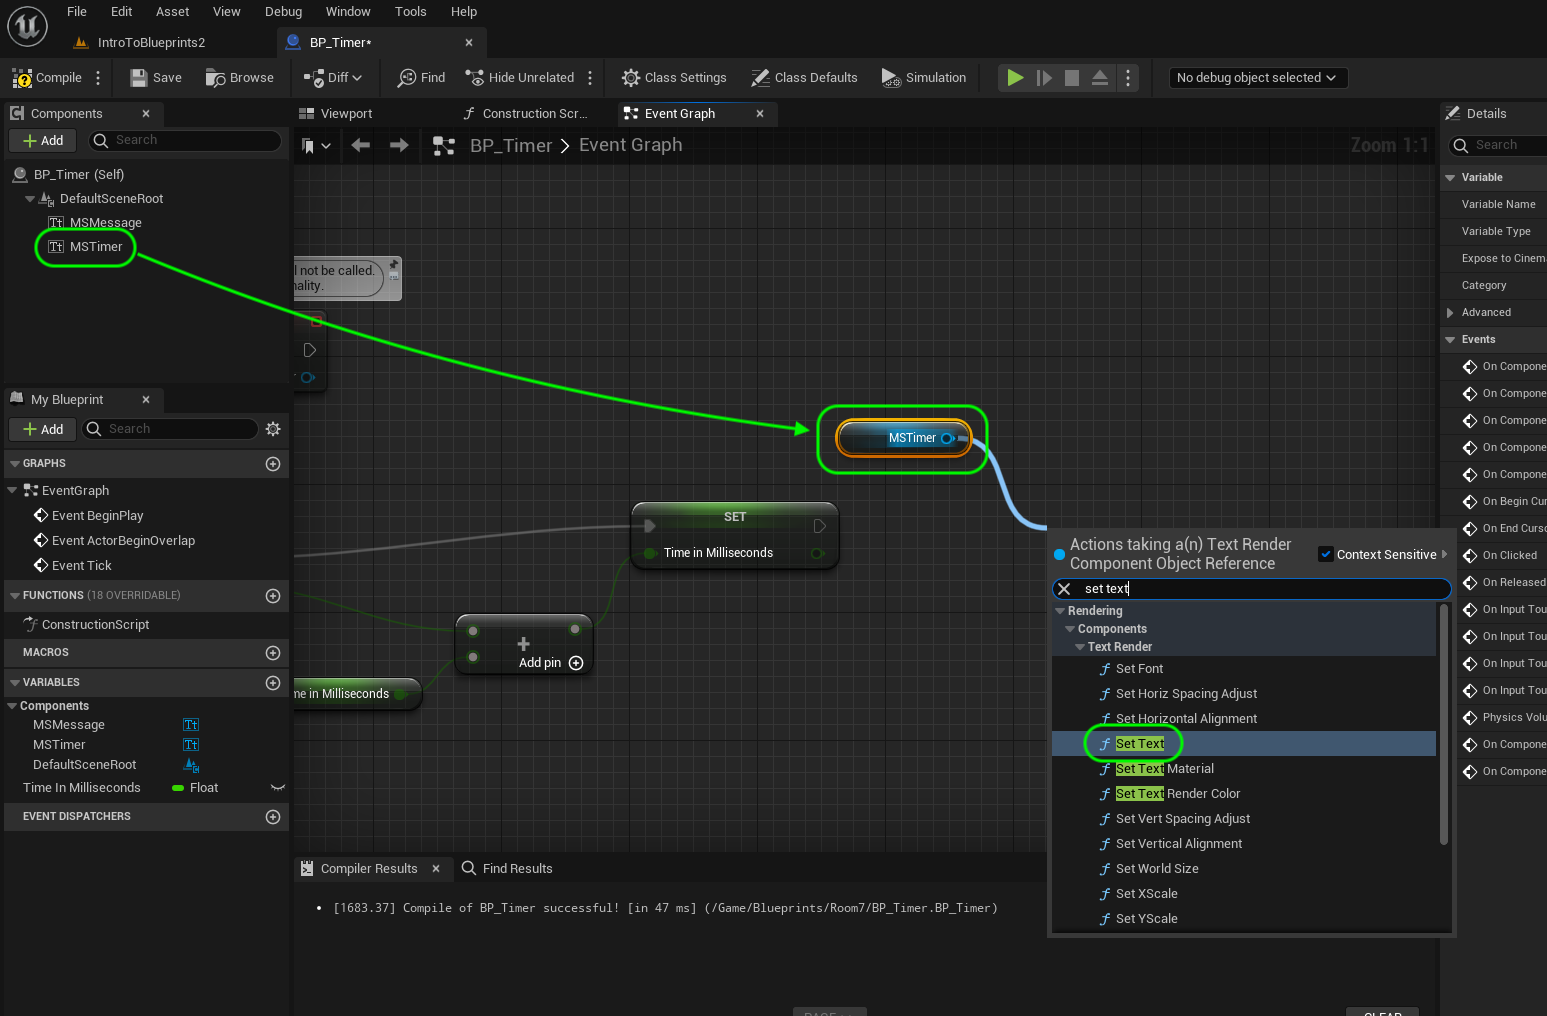 File Edit Asset View Debug Window Tools Help
IntroToBlueprints2
BP_Timer*
Compile Save Browse Diff Find Hide Unrelated Class Settings Class Defaults Simulation No debug object selected
Components
Add Search
BP_Timer (Self)
DefaultSceneRoot
MSMessage
MSTimer
My Blueprint
Add Search
GRAPHS
EventGraph
Event BeginPlay
Event ActorBeginOverlap
Event Tick
FUNCTIONS (18 OVERRIDABLE)
ConstructionScript
MACROS
VARIABLES
Components
MSMessage
MSTimer
DefaultSceneRoot
Time In Milliseconds Float
EVENT DISPATCHERS
Viewport Construction Scr... Event Graph
BP_Timer > Event Graph
Zoom 1:1
l not be called.
nality.
MSTimer
SET
Time in Milliseconds
Add pin
me in Milliseconds
Actions taking a(n) Text Render
Component Object Reference
Context Sensitive
set text
Rendering
Components
Text Render
Set Font
Set Horiz Spacing Adjust
Set Horizontal Alignment
Set Text
Set Text Material
Set Text Render Color
Set Vert Spacing Adjust
Set Vertical Alignment
Set World Size
Set XScale
Set YScale
Compiler Results Find Results
[1683.37] Compile of BP_Timer successful! [in 47 ms] (/Game/Blueprints/Room7/BP_Timer.BP_Timer)
CLEAR
Details
Search
Variable
Variable Name
Variable Type
Expose to Cinem
Category
Advanced
Events
On Compone
On Compone
On Compone
On Compone
On Compone
On Begin Cur
On End Curso
On Clicked
On Released
On Input Tou
On Input Tou
On Input Tou
On Input Tou
Physics Volu
On Compone
On Compone